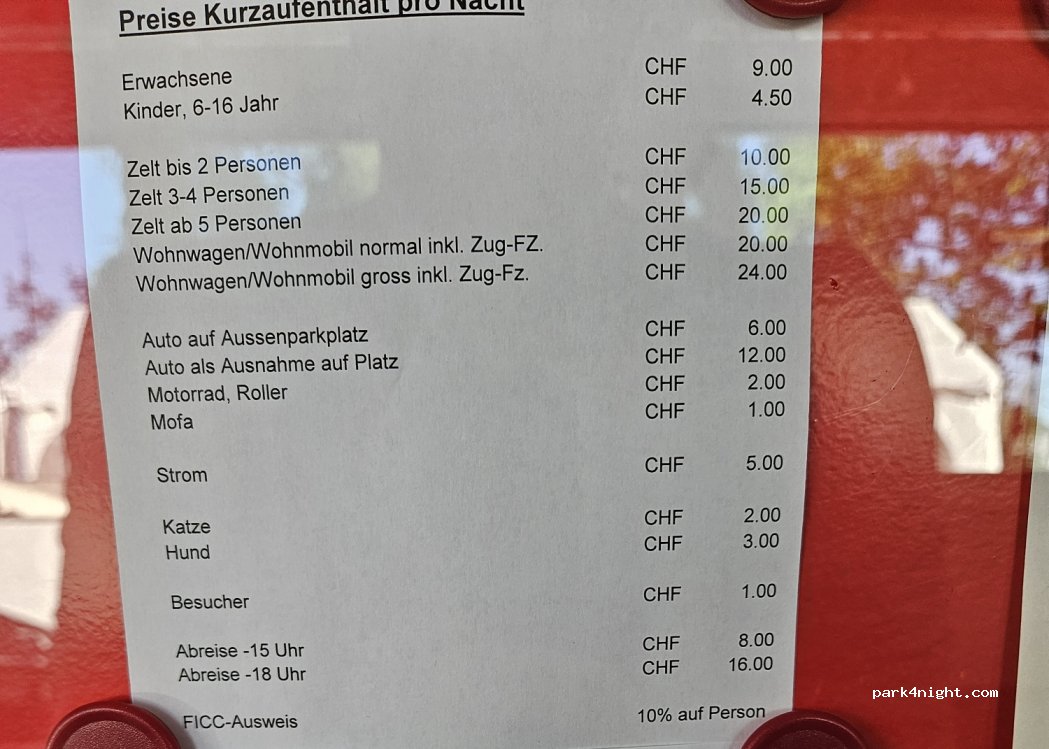 Preise Kurzaufenthalt pro Nacht
Erwachsene CHF 9.00
Kinder, 6-16 Jahr CHF 4.50
Zelt bis 2 Personen CHF 10.00
Zelt 3-4 Personen CHF 15.00
Zelt ab 5 Personen CHF 20.00
Wohnwagen/Wohnmobil normal inkl. Zug-FZ. CHF 20.00
Wohnwagen/Wohnmobil gross inkl. Zug-Fz. CHF 24.00
Auto auf Aussenparkplatz CHF 6.00
Auto als Ausnahme auf Platz CHF 12.00
Motorrad, Roller CHF 2.00
Mofa CHF 1.00
Strom CHF 5.00
Katze CHF 2.00
Hund CHF 3.00
Besucher CHF 1.00
Abreise -15 Uhr CHF 8.00
Abreise -18 Uhr CHF 16.00
FICC-Ausweis 10% auf Person
park4night.com